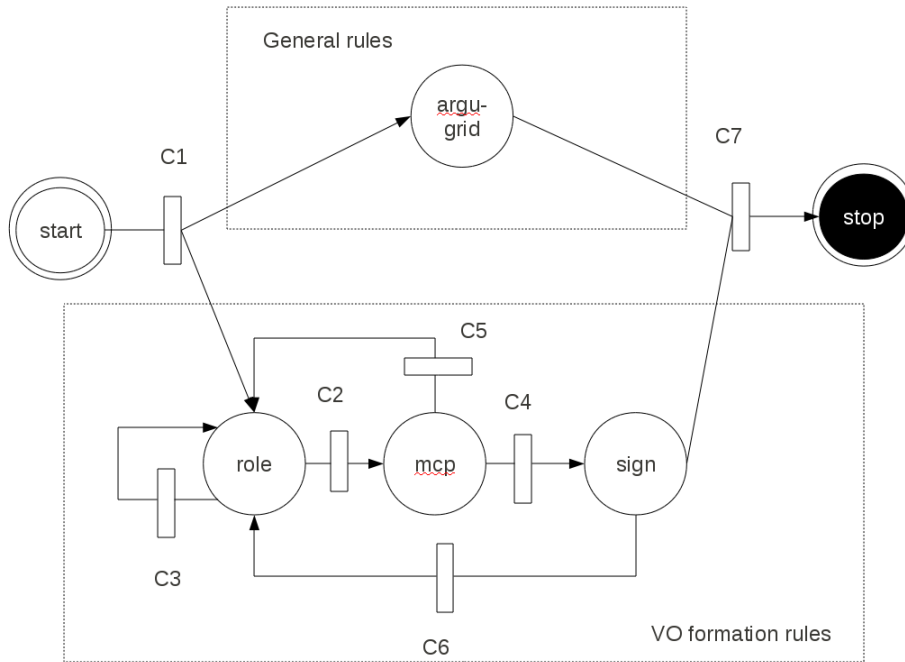 General rules
argu-
grid
C1
C7
start
stop
C5
C2
C4
role
mcp
sign
C3
C6
VO formation rules